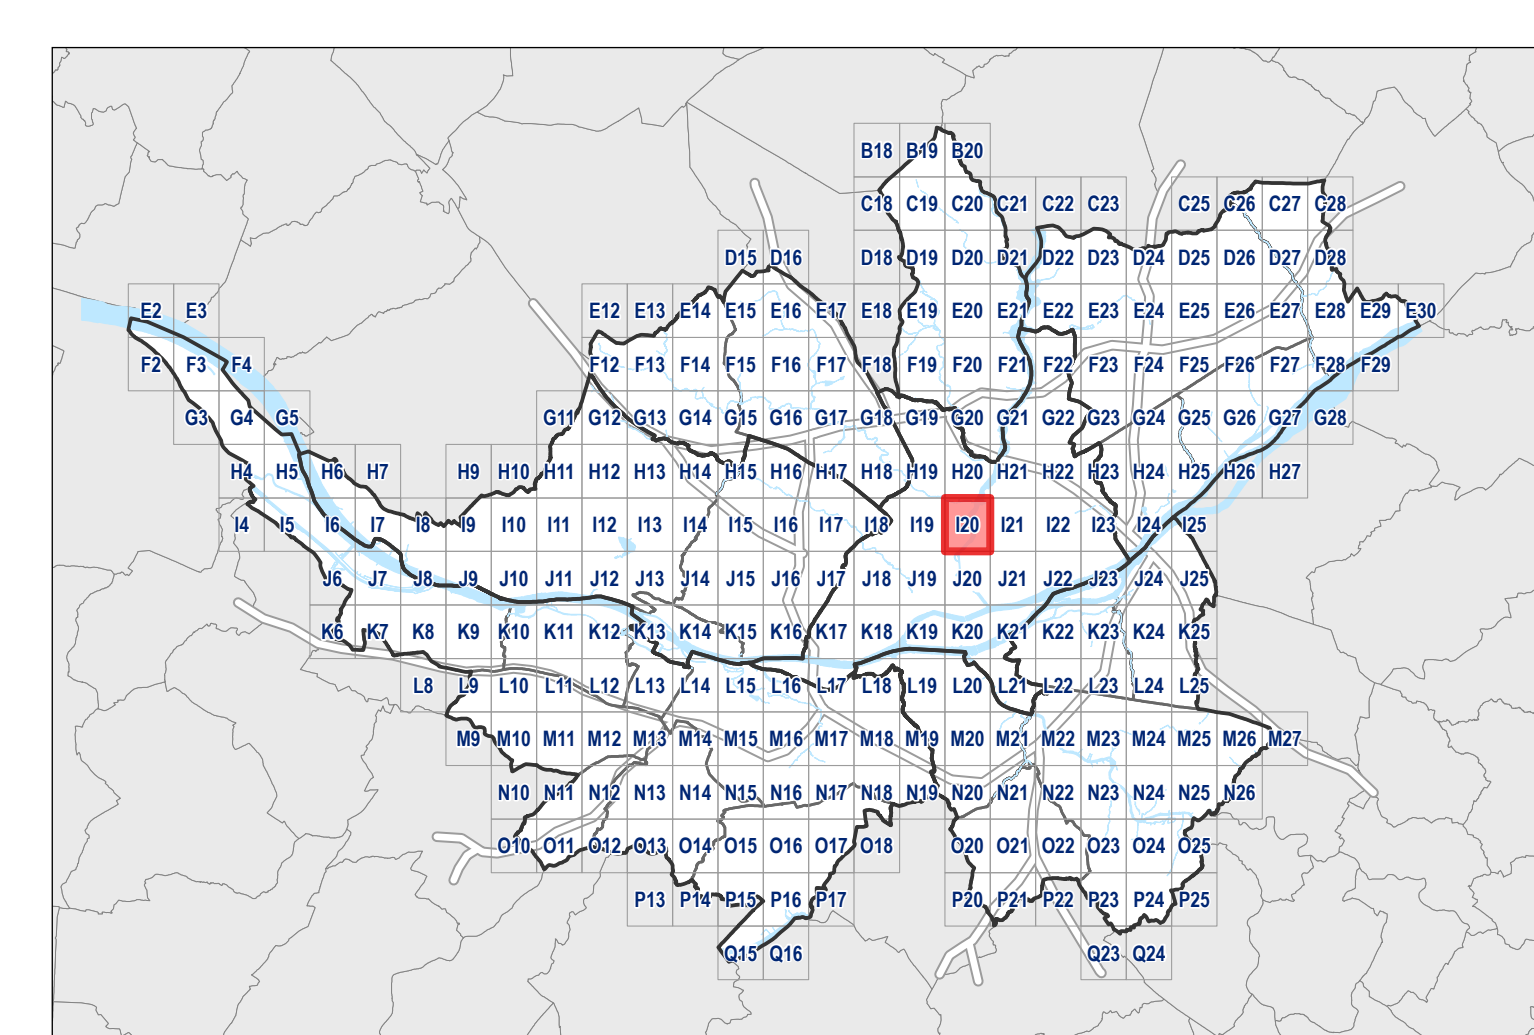 B18 B19 B20
C18 C19 C20 C21 C22 C23 C25 C26 C27 C28
D15 D16 D18 D19 D20 D21 D22 D23 D24 D25 D26 D27 D28
E2 E3 E12 E13 E14 E15 E16 E17 E18 E19 E20 E21 E22 E23 E24 E25 E26 E27 E28 E29 E30
F2 F3 F4 F12 F13 F14 F15 F16 F17 F18 F19 F20 F21 F22 F23 F24 F25 F26 F27 F28 F29
G3 G4 G5 G11 G12 G13 G14 G15 G16 G17 G18 G19 G20 G21 G22 G23 G24 G25 G26 G27 G28
H4 H5 H6 H7 H9 H10 H11 H12 H13 H14 H15 H16 H17 H18 H19 H20 H21 H22 H23 H24 H25 H26 H27
I4 I5 I6 I7 I8 I9 I10 I11 I12 I13 I14 I15 I16 I17 I18 I19 I20 I21 I22 I23 I24 I25
J6 J7 J8 J9 J10 J11 J12 J13 J14 J15 J16 J17 J18 J19 J20 J21 J22 J23 J24 J25
K6 K7 K8 K9 K10 K11 K12 K13 K14 K15 K16 K17 K18 K19 K20 K21 K22 K23 K24 K25
L8 L9 L10 L11 L12 L13 L14 L15 L16 L17 L18 L19 L20 L21 L22 L23 L24 L25
M9 M10 M11 M12 M13 M14 M15 M16 M17 M18 M19 M20 M21 M22 M23 M24 M25 M26 M27
N10 N11 N12 N13 N14 N15 N16 N17 N18 N19 N20 N21 N22 N23 N24 N25 N26
O10 O11 O12 O13 O14 O15 O16 O17 O18 O20 O21 O22 O23 O24 O25
P13 P14 P15 P16 P17 P20 P21 P22 P23 P24 P25
Q15 Q16 Q23 Q24